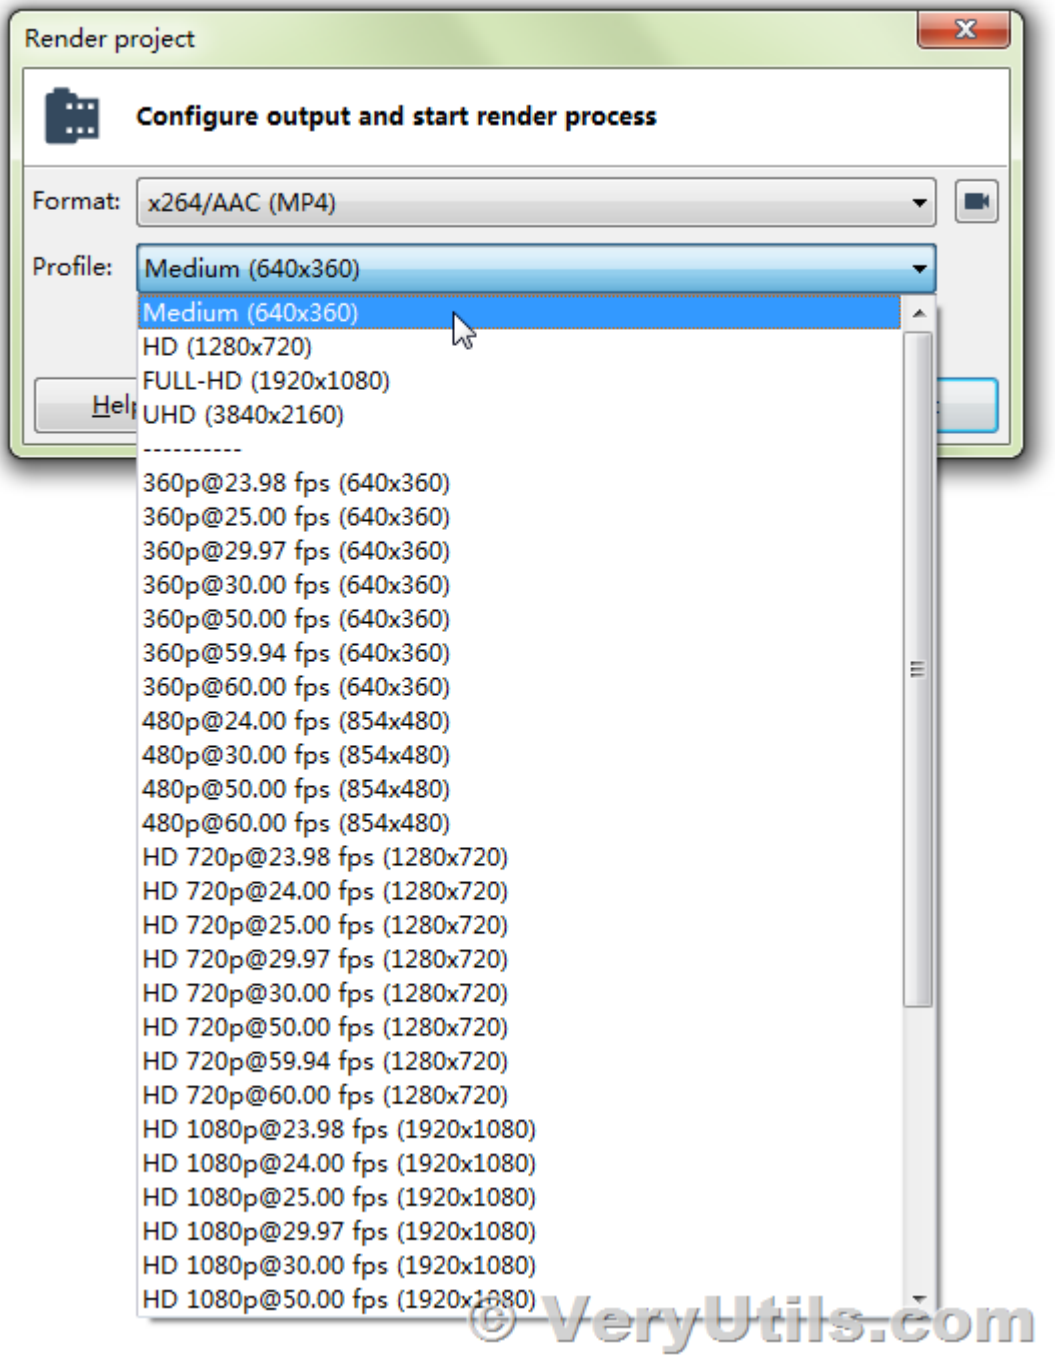 Render project
Configure output and start render process
Format:
x264/AAC (MP4)
Profile:
Medium (640x360)
Medium (640x360)
HD (1280x720)
FULL-HD (1920x1080)
UHD (3840x2160)
----------
360p@23.98 fps (640x360)
360p@25.00 fps (640x360)
360p@29.97 fps (640x360)
360p@30.00 fps (640x360)
360p@50.00 fps (640x360)
360p@59.94 fps (640x360)
360p@60.00 fps (640x360)
480p@24.00 fps (854x480)
480p@30.00 fps (854x480)
480p@50.00 fps (854x480)
480p@60.00 fps (854x480)
HD 720p@23.98 fps (1280x720)
HD 720p@24.00 fps (1280x720)
HD 720p@25.00 fps (1280x720)
HD 720p@29.97 fps (1280x720)
HD 720p@30.00 fps (1280x720)
HD 720p@50.00 fps (1280x720)
HD 720p@59.94 fps (1280x720)
HD 720p@60.00 fps (1280x720)
HD 1080p@23.98 fps (1920x1080)
HD 1080p@24.00 fps (1920x1080)
HD 1080p@25.00 fps (1920x1080)
HD 1080p@29.97 fps (1920x1080)
HD 1080p@30.00 fps (1920x1080)
HD 1080p@50.00 fps (1920x1080)
© VeryUtils.com